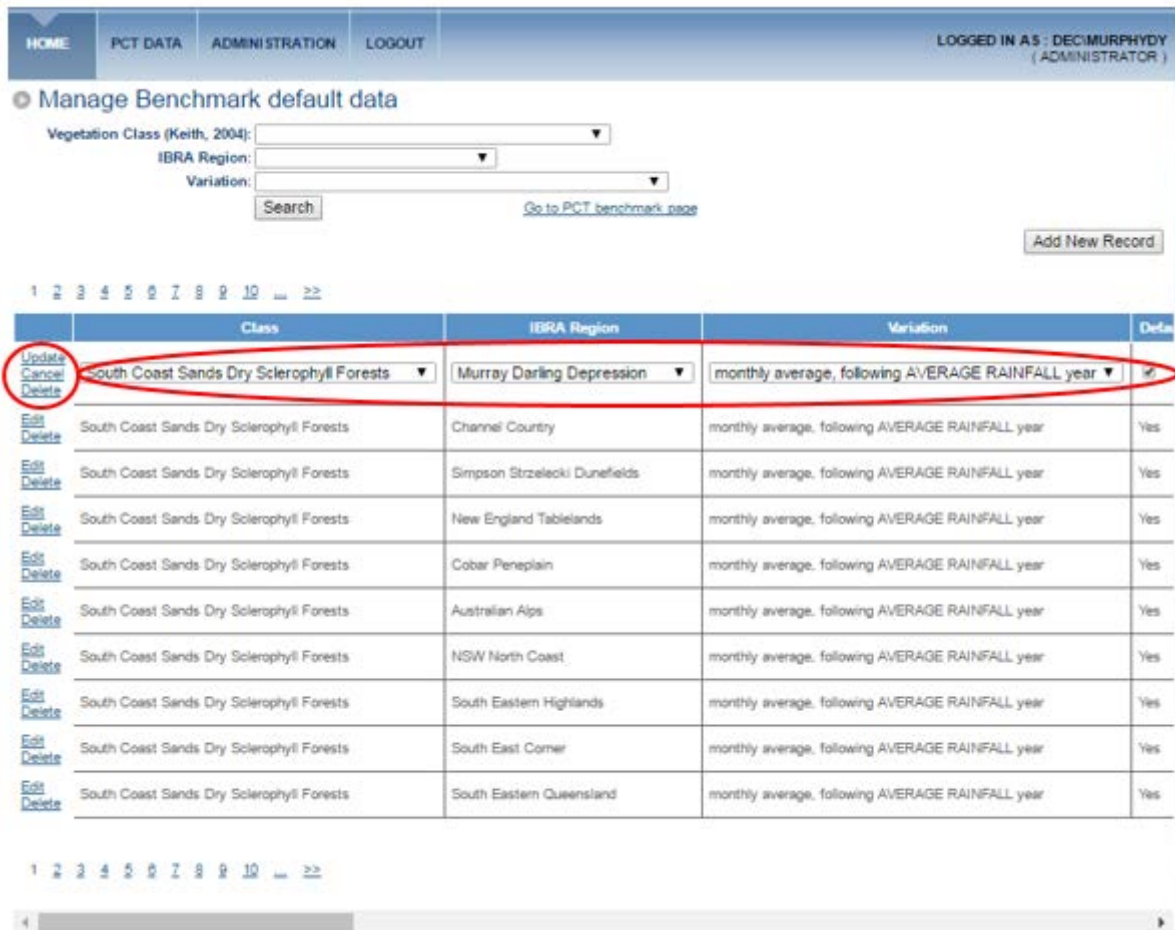 HOME PCT DATA ADMINISTRATION LOGOUT LOGGED IN AS : DEC\MURPHYDY
( ADMINISTRATOR )
Manage Benchmark default data
Vegetation Class (Keith, 2004):
IBRA Region:
Variation:
Search Go to PCT benchmark page
Add New Record
1 2 3 4 5 6 7 8 9 10 ... >>
Class IBRA Region Variation Defau
Update
Cancel South Coast Sands Dry Sclerophyll Forests Murray Darling Depression monthly average, following AVERAGE RAINFALL year
Delete
Edit
Delete South Coast Sands Dry Sclerophyll Forests Channel Country monthly average, following AVERAGE RAINFALL year Yes
Edit
Delete South Coast Sands Dry Sclerophyll Forests Simpson Strzelecki Dunefields monthly average, following AVERAGE RAINFALL year Yes
Edit
Delete South Coast Sands Dry Sclerophyll Forests New England Tablelands monthly average, following AVERAGE RAINFALL year Yes
Edit
Delete South Coast Sands Dry Sclerophyll Forests Cobar Peneplain monthly average, following AVERAGE RAINFALL year Yes
Edit
Delete South Coast Sands Dry Sclerophyll Forests Australian Alps monthly average, following AVERAGE RAINFALL year Yes
Edit
Delete South Coast Sands Dry Sclerophyll Forests NSW North Coast monthly average, following AVERAGE RAINFALL year Yes
Edit
Delete South Coast Sands Dry Sclerophyll Forests South Eastern Highlands monthly average, following AVERAGE RAINFALL year Yes
Edit
Delete South Coast Sands Dry Sclerophyll Forests South East Corner monthly average, following AVERAGE RAINFALL year Yes
Edit
Delete South Coast Sands Dry Sclerophyll Forests South Eastern Queensland monthly average, following AVERAGE RAINFALL year Yes
1 2 3 4 5 6 7 8 9 10 ... >>